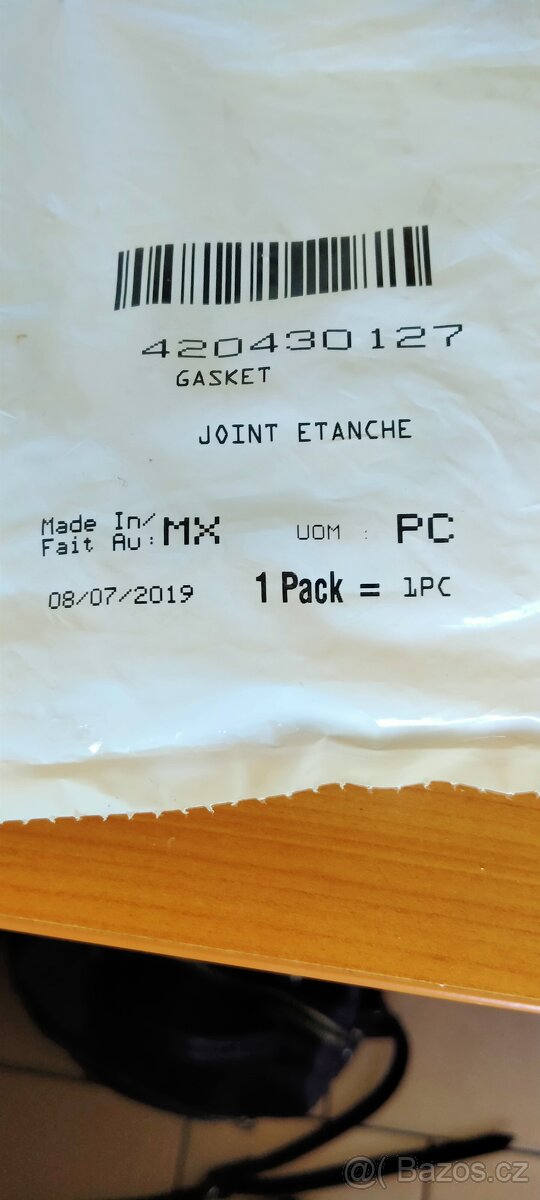 420430127
GASKET
JOINT ETANCHE
Made In/ Fait Au: MX UOM : PC
08/07/2019 1 Pack = 1PC
@( Bazos.cz